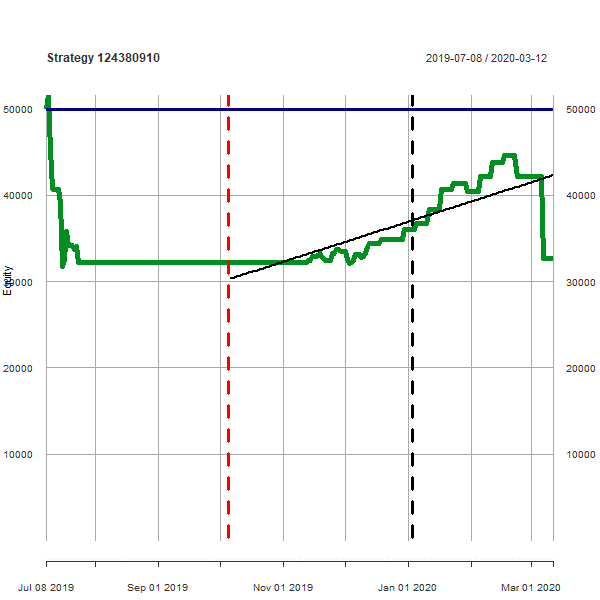 Strategy 124380910
2019-07-08 / 2020-03-12
50000 50000
40000 40000
Equity
30000 30000
20000 20000
10000 10000
Jul 08 2019 Sep 01 2019 Nov 01 2019 Jan 01 2020 Mar 01 2020